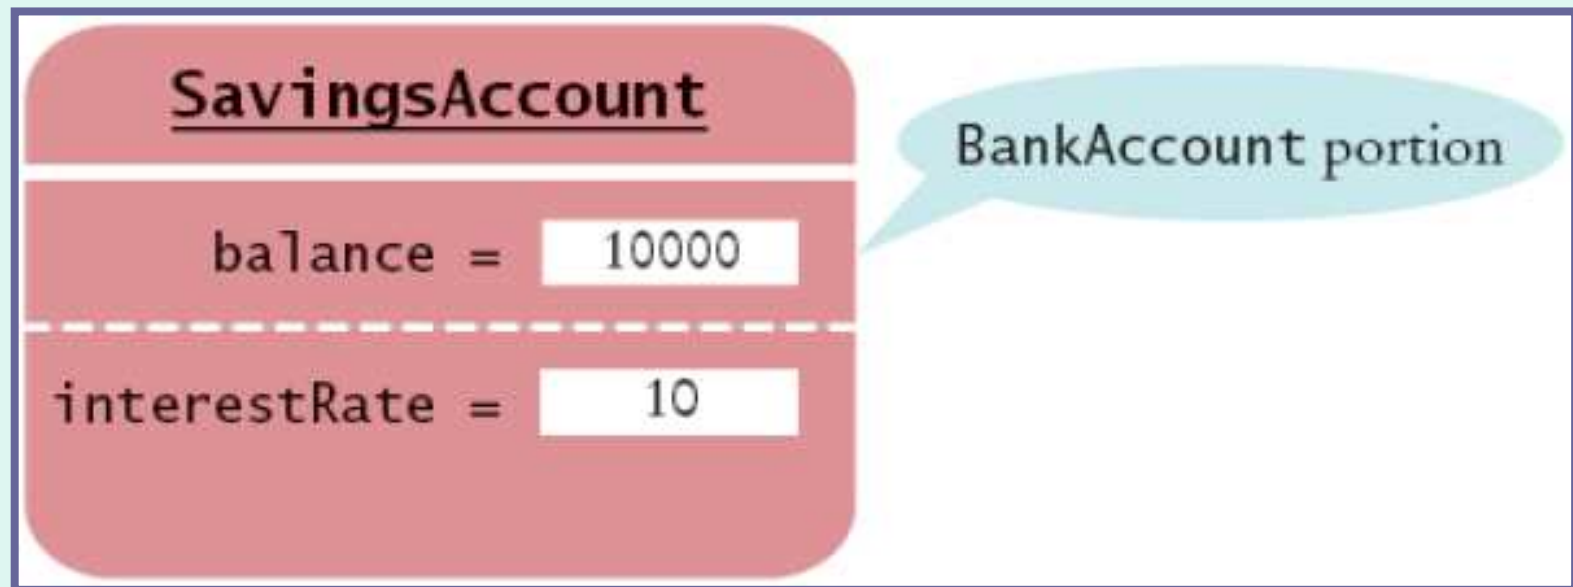 SavingsAccount
BankAccount portion
balance = 10000
interestRate = 10